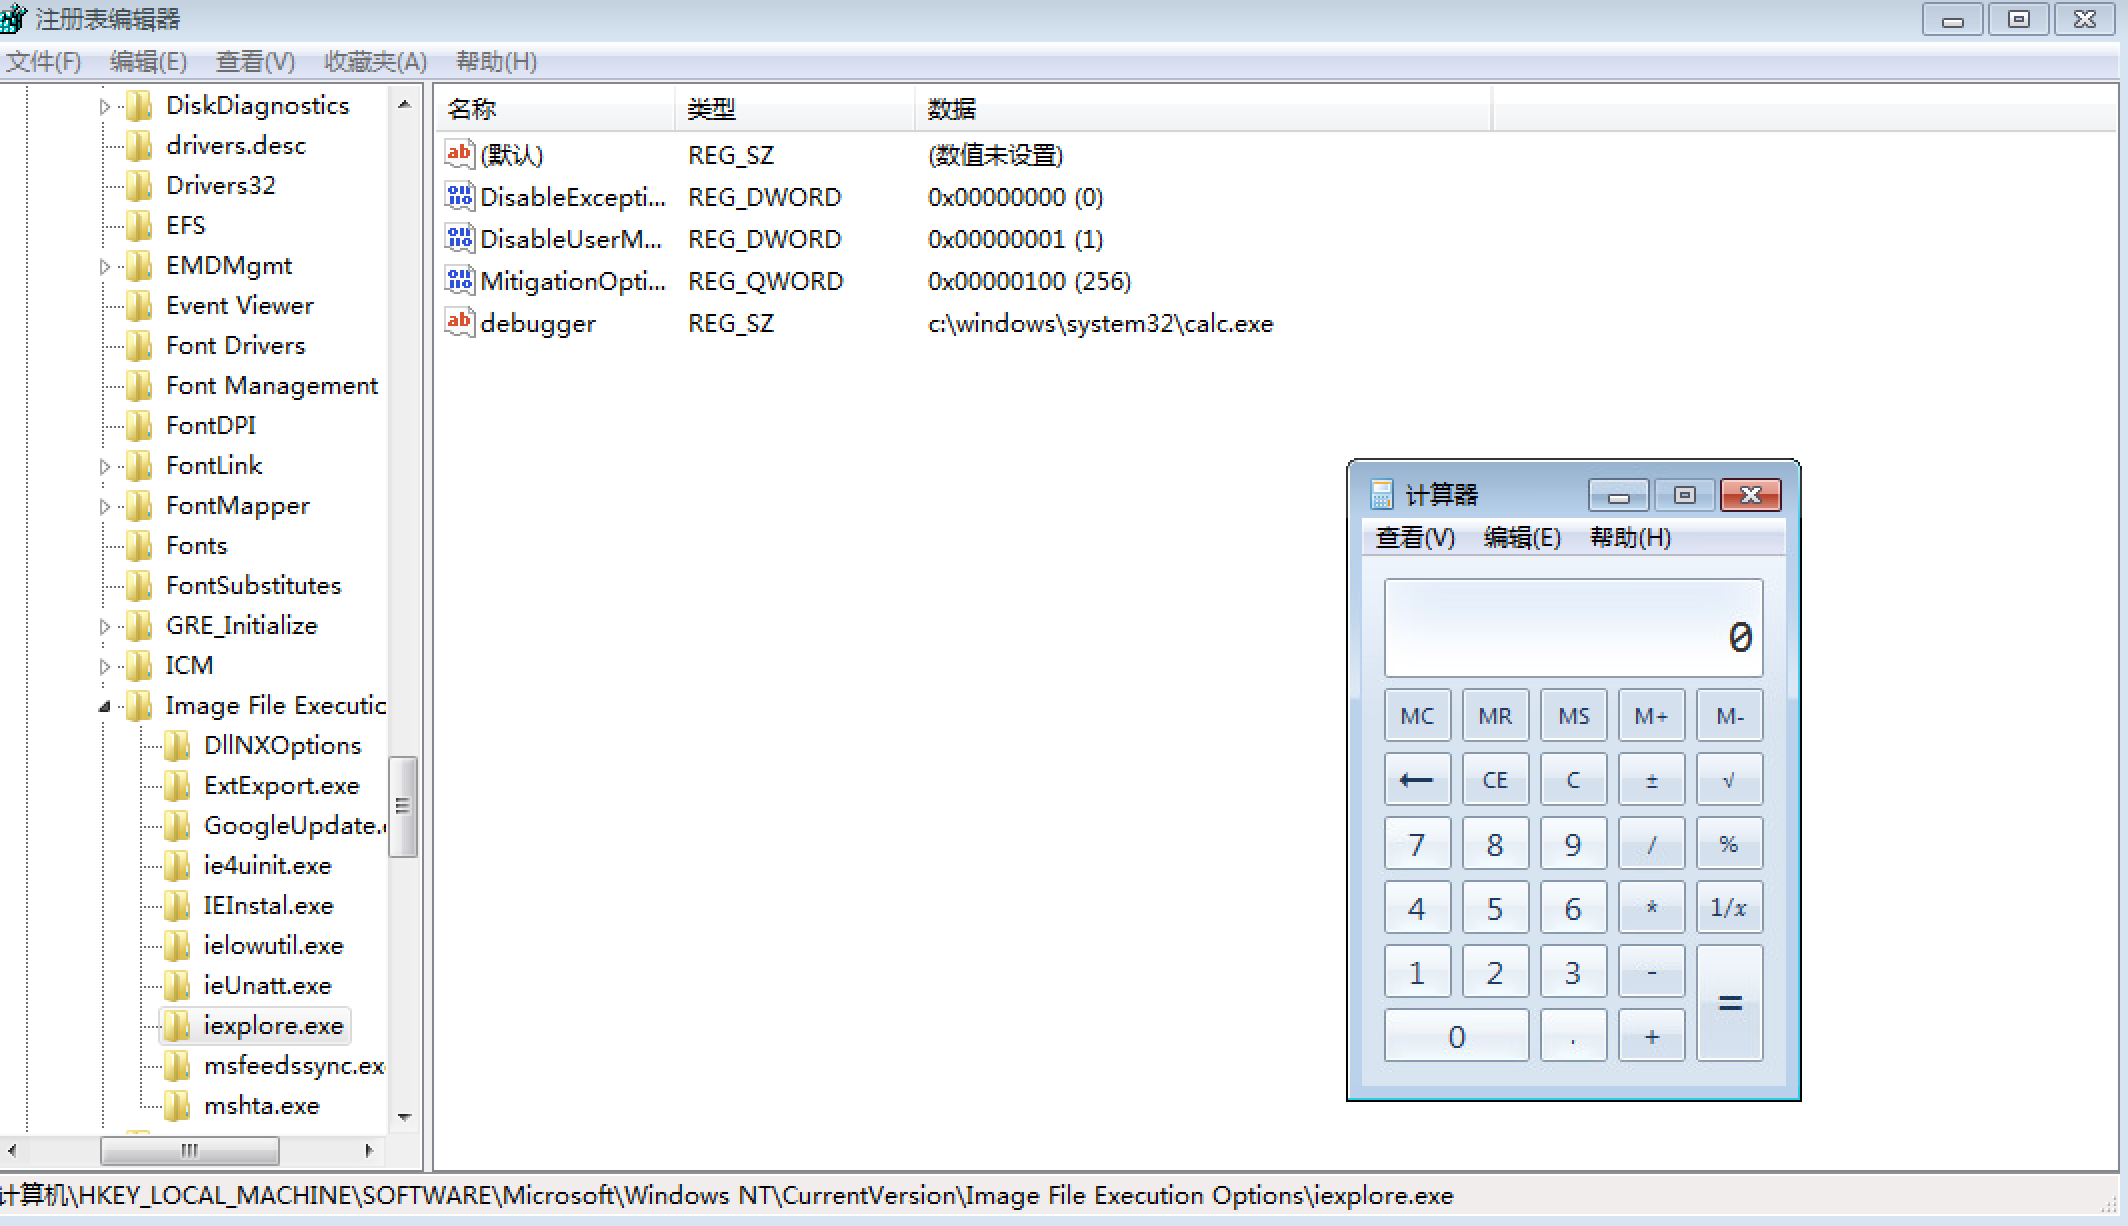 注册表编辑器
文件(F) 编辑(E) 查看(V) 收藏夹(A) 帮助(H)
DiskDiagnostics
drivers.desc
Drivers32
EFS
EMDMgmt
Event Viewer
Font Drivers
Font Management
FontDPI
FontLink
FontMapper
Fonts
FontSubstitutes
GRE_Initialize
ICM
Image File Executic
DllNXOptions
ExtExport.exe
GoogleUpdate.
ie4uinit.exe
IEInstal.exe
ielowutil.exe
ieUnatt.exe
iexplore.exe
msfeedssync.ex
mshta.exe
名称 类型 数据
(默认) REG_SZ (数值未设置)
DisableExcepti... REG_DWORD 0x00000000 (0)
DisableUserM... REG_DWORD 0x00000001 (1)
MitigationOpti... REG_QWORD 0x00000100 (256)
debugger REG_SZ c:\windows\system32\calc.exe
计算器
查看(V) 编辑(E) 帮助(H)
0
MC MR MS M+ M-
← CE C ± √
7 8 9 / %
4 5 6 * 1/x
1 2 3 - =
0 . +
计算机\HKEY_LOCAL_MACHINE\SOFTWARE\Microsoft\Windows NT\CurrentVersion\Image File Execution Options\iexplore.exe